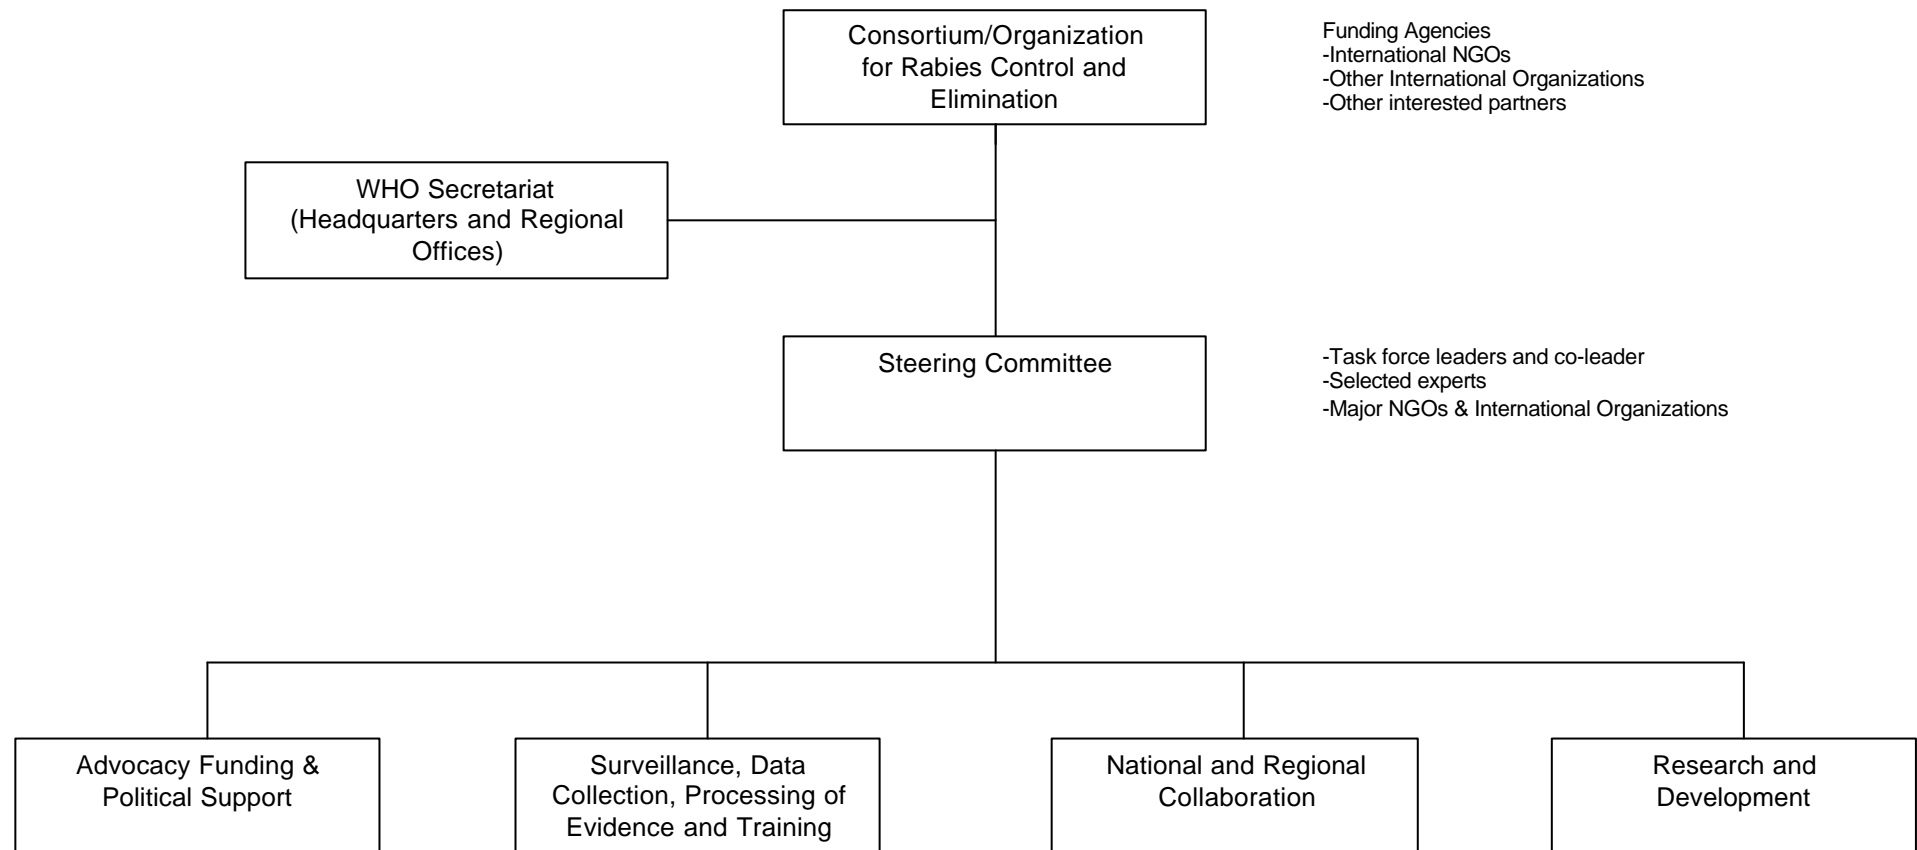 Consortium/Organization
for Rabies Control and
Elimination
Funding Agencies
-International NGOs
-Other International Organizations
-Other interested partners
WHO Secretariat
(Headquarters and Regional
Offices)
Steering Committee
-Task force leaders and co-leader
-Selected experts
-Major NGOs & International Organizations
Advocacy Funding &
Political Support
Surveillance, Data
Collection, Processing of
Evidence and Training
National and Regional
Collaboration
Research and
Development